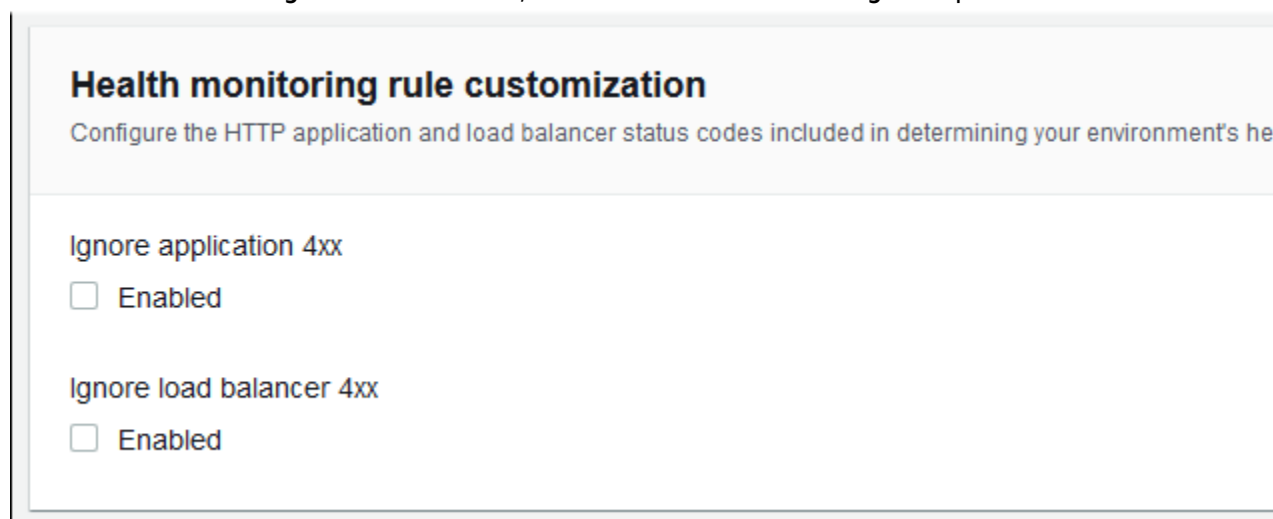 Health monitoring rule customization
Configure the HTTP application and load balancer status codes included in determining your environment's he
Ignore application 4xx
Enabled
Ignore load balancer 4xx
Enabled